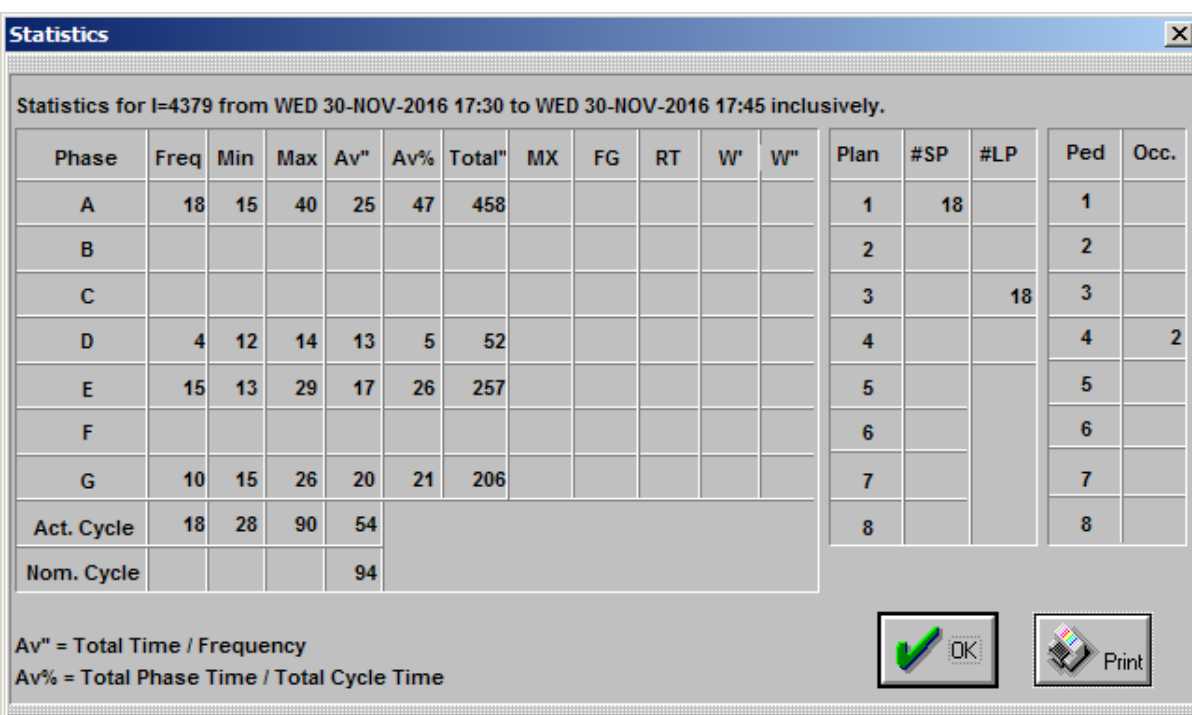 Statistics
Statistics for I=4379 from WED 30-NOV-2016 17:30 to WED 30-NOV-2016 17:45 inclusively.
Phase Freq Min Max Av" Av% Total" MX FG RT W' W" Plan #SP #LP Ped Occ.
A 18 15 40 25 47 458 1 18 1
B 2 2
C 3 18 3
D 4 12 14 13 5 52 4 4 2
E 15 13 29 17 26 257 5 5
F 6 6
G 10 15 26 20 21 206 7 7
Act. Cycle 18 28 90 54 8 8
Nom. Cycle 94
Av" = Total Time / Frequency
Av% = Total Phase Time / Total Cycle Time
OK Print